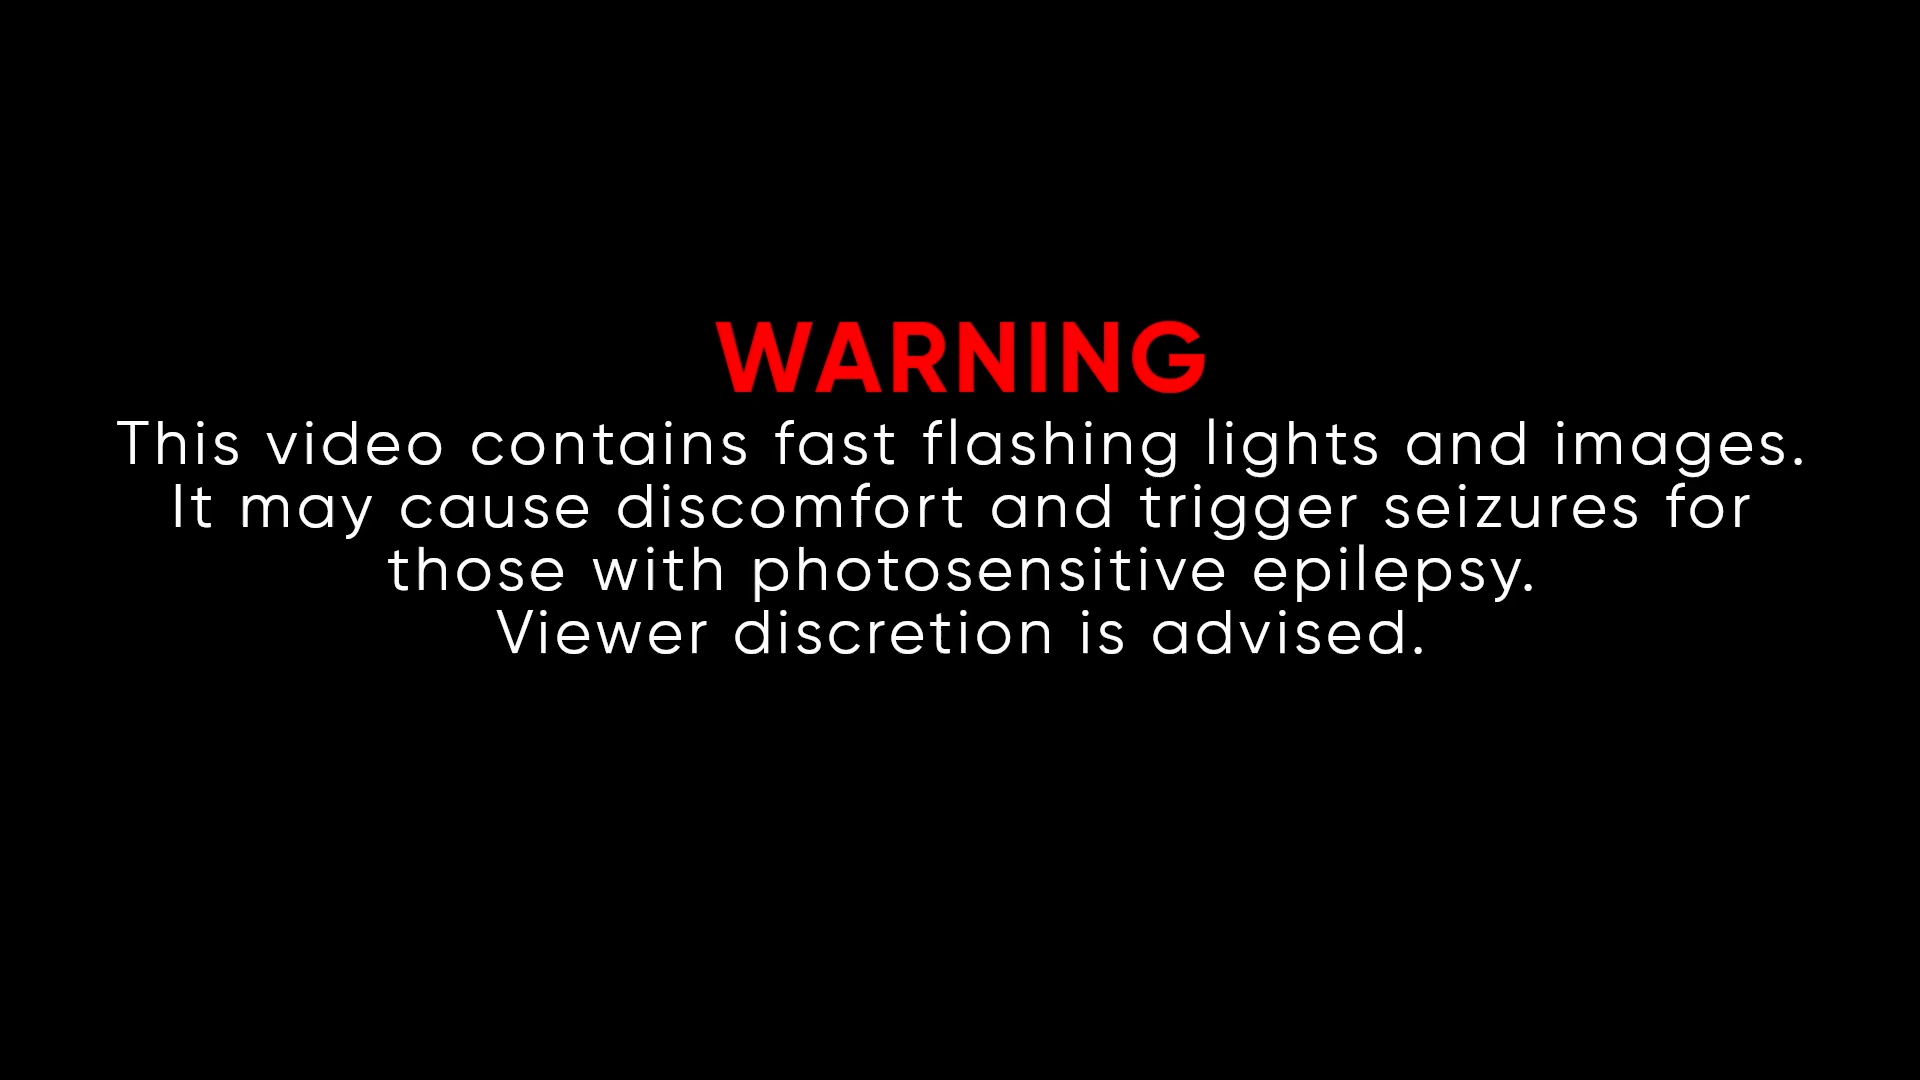 WARNING
This video contains fast flashing lights and images.
It may cause discomfort and trigger seizures for
those with photosensitive epilepsy.
Viewer discretion is advised.